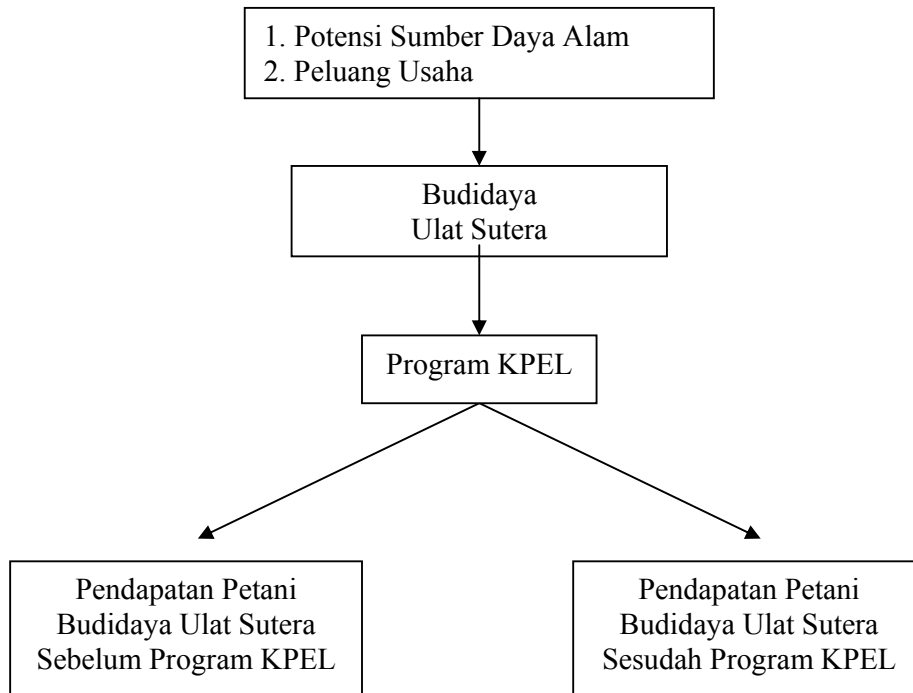 1. Potensi Sumber Daya Alam
2. Peluang Usaha
Budidaya
Ulat Sutera
Program KPEL
Pendapatan Petani
Budidaya Ulat Sutera
Sebelum Program KPEL
Pendapatan Petani
Budidaya Ulat Sutera
Sesudah Program KPEL